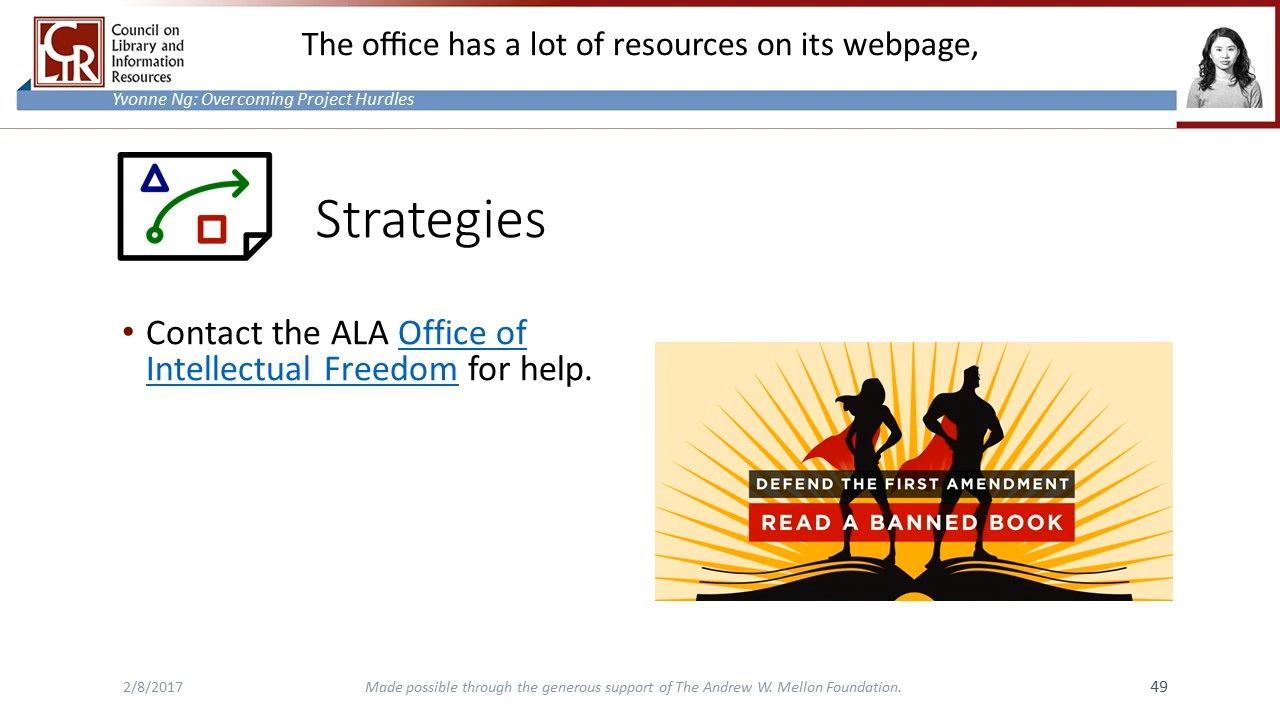 Council on
Library and
Information
Resources
CLIR
The office has a lot of resources on its webpage,
Yvonne Ng: Overcoming Project Hurdles
Strategies
• Contact the ALA Office of
Intellectual Freedom for help.
DEFEND THE FIRST AMENDMENT
READ A BANNED BOOK
2/8/2017
Made possible through the generous support of The Andrew W. Mellon Foundation.
49